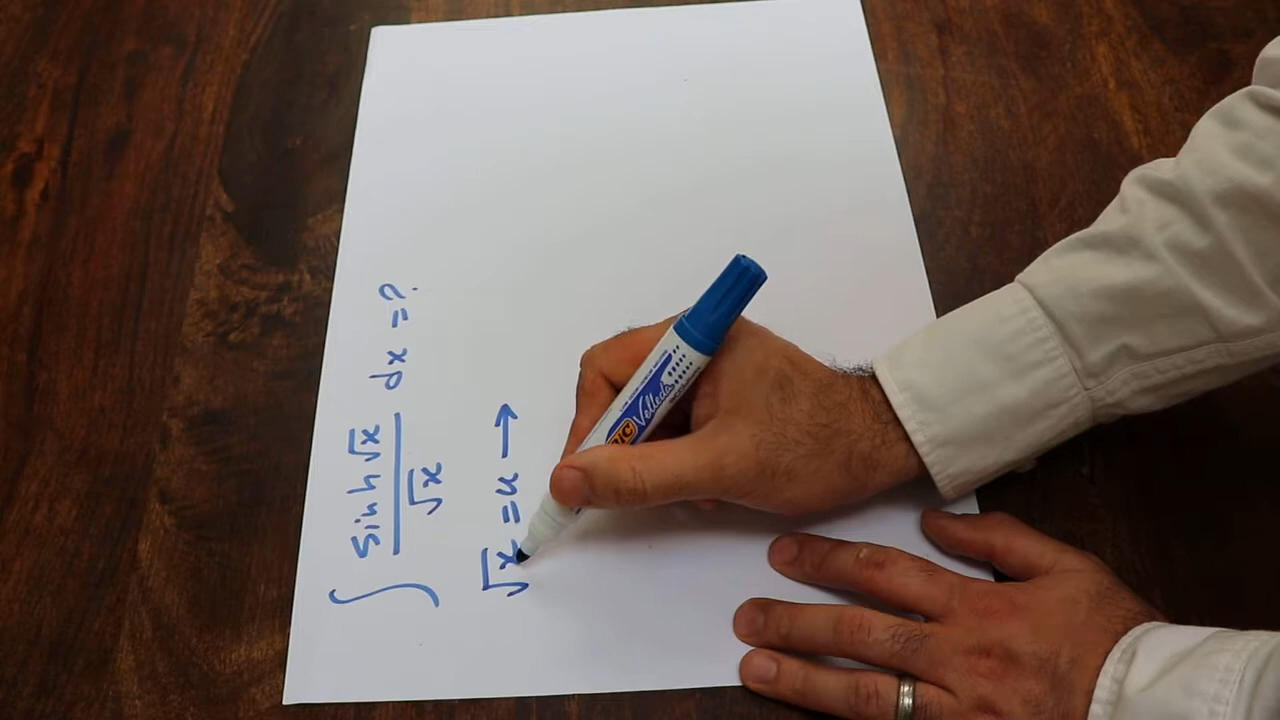 ∫ sinh√x / √x dx = ?
√x = u →
BIC Velleda